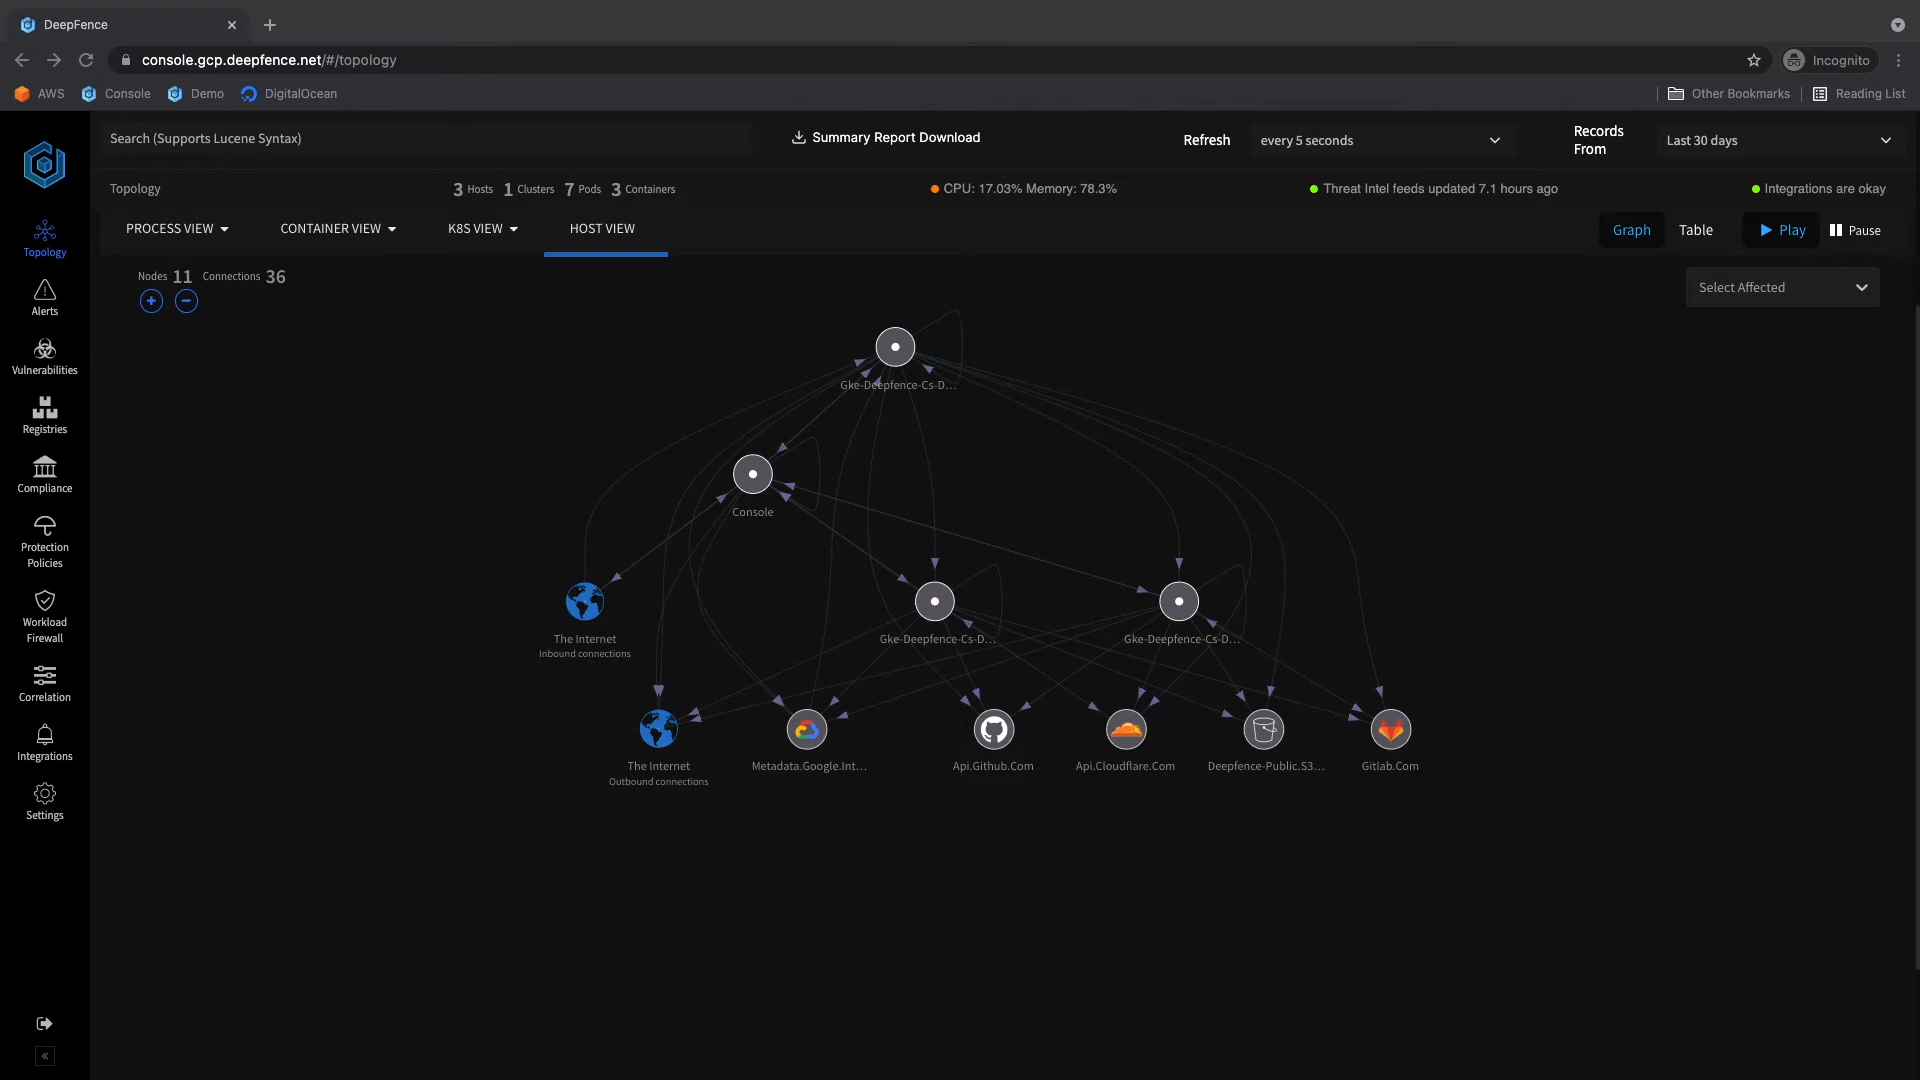 DeepFence
console.gcp.deepfence.net/#/topology
Incognito
AWS
Console
Demo
DigitalOcean
Other Bookmarks
Reading List
Search (Supports Lucene Syntax)
Summary Report Download
Refresh
every 5 seconds
Records
From
Last 30 days
Topology
3 Hosts 1 Clusters 7 Pods 3 Containers
CPU: 17.03% Memory: 78.3%
Threat Intel feeds updated 7.1 hours ago
Integrations are okay
PROCESS VIEW
CONTAINER VIEW
K8S VIEW
HOST VIEW
Graph
Table
Play
Pause
Nodes 11 Connections 36
Select Affected
Topology
Alerts
Vulnerabilities
Registries
Compliance
Protection
Policies
Workload
Firewall
Correlation
Integrations
Settings
Gke-Deepfence-Cs-D...
Console
The Internet
Inbound connections
Gke-Deepfence-Cs-D...
Gke-Deepfence-Cs-D...
The Internet
Outbound connections
Metadata.Google.Int...
Api.Github.Com
Api.Cloudflare.Com
Deepfence-Public.S3...
Gitlab.Com